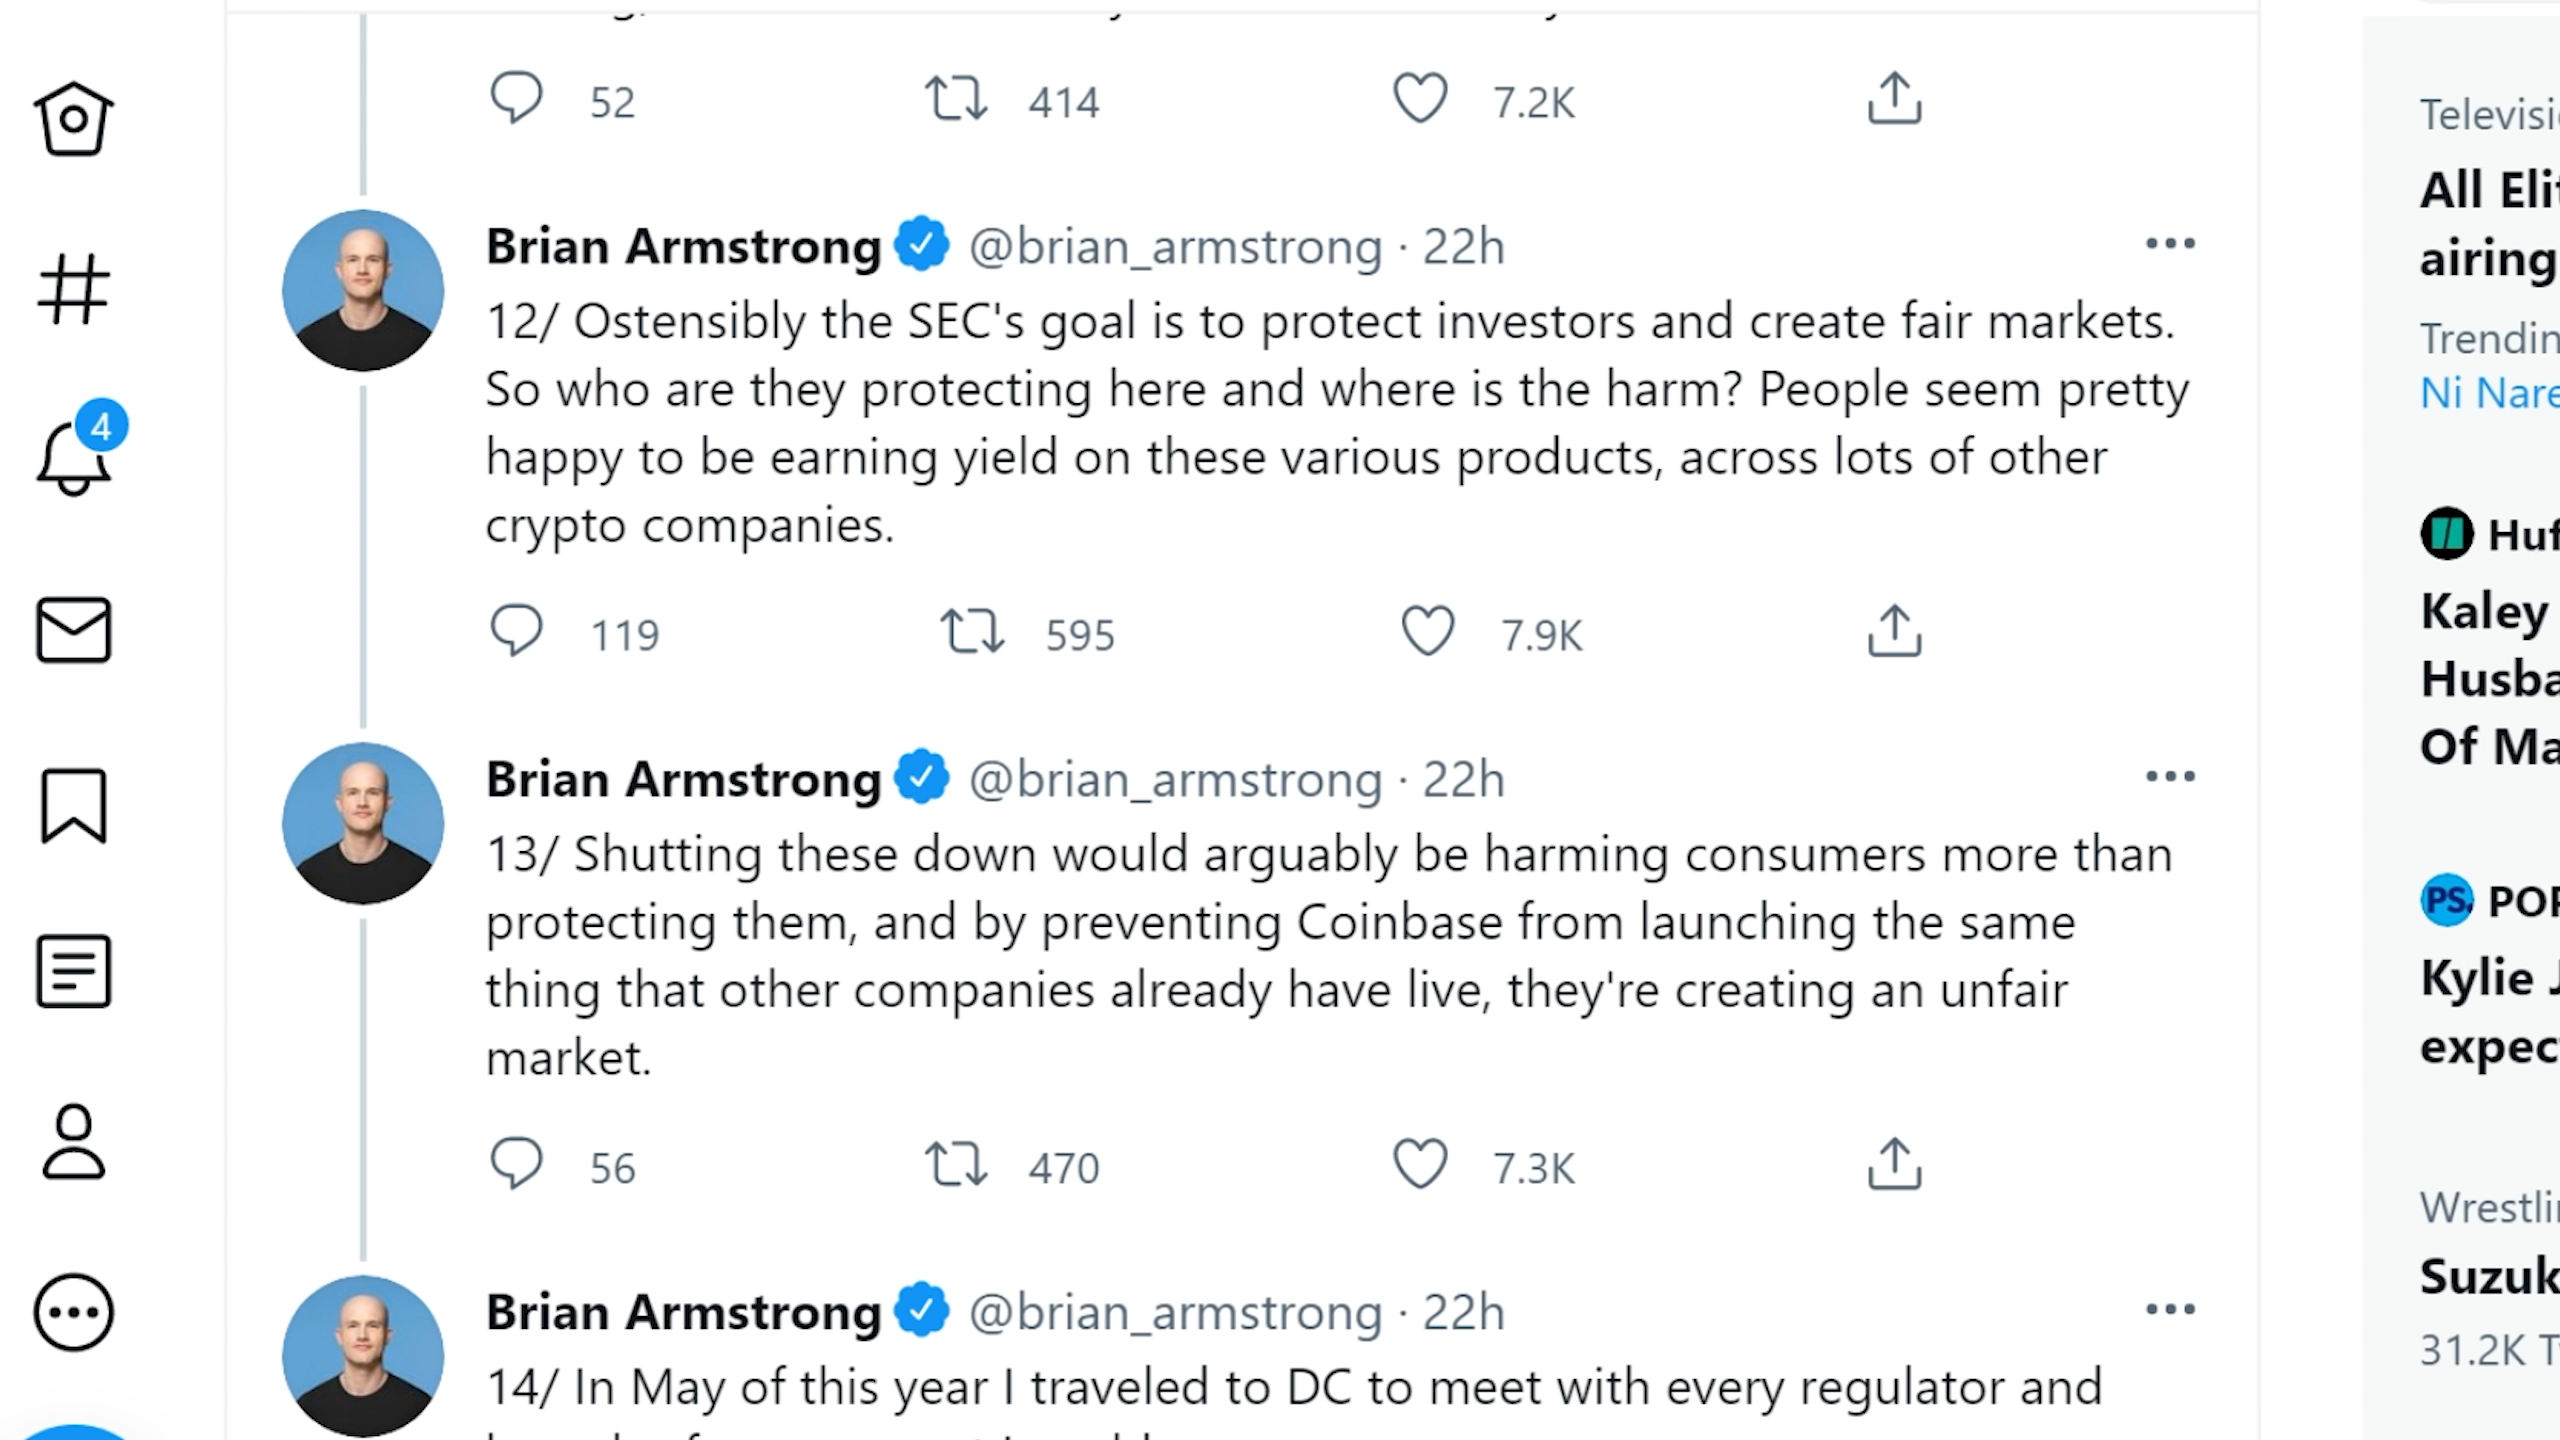 52 414 7.2K
Brian Armstrong @brian_armstrong · 22h
12/ Ostensibly the SEC's goal is to protect investors and create fair markets.
So who are they protecting here and where is the harm? People seem pretty
happy to be earning yield on these various products, across lots of other
crypto companies.
119 595 7.9K
Brian Armstrong @brian_armstrong · 22h
13/ Shutting these down would arguably be harming consumers more than
protecting them, and by preventing Coinbase from launching the same
thing that other companies already have live, they're creating an unfair
market.
56 470 7.3K
Brian Armstrong @brian_armstrong · 22h
14/ In May of this year I traveled to DC to meet with every regulator and
4
Televisi
All Eli
airing
Trendin
Ni Nare
Huf
Kaley
Husba
Of Ma
PS.
POP
Kylie J
expec
Wrestli
Suzuk
31.2K T